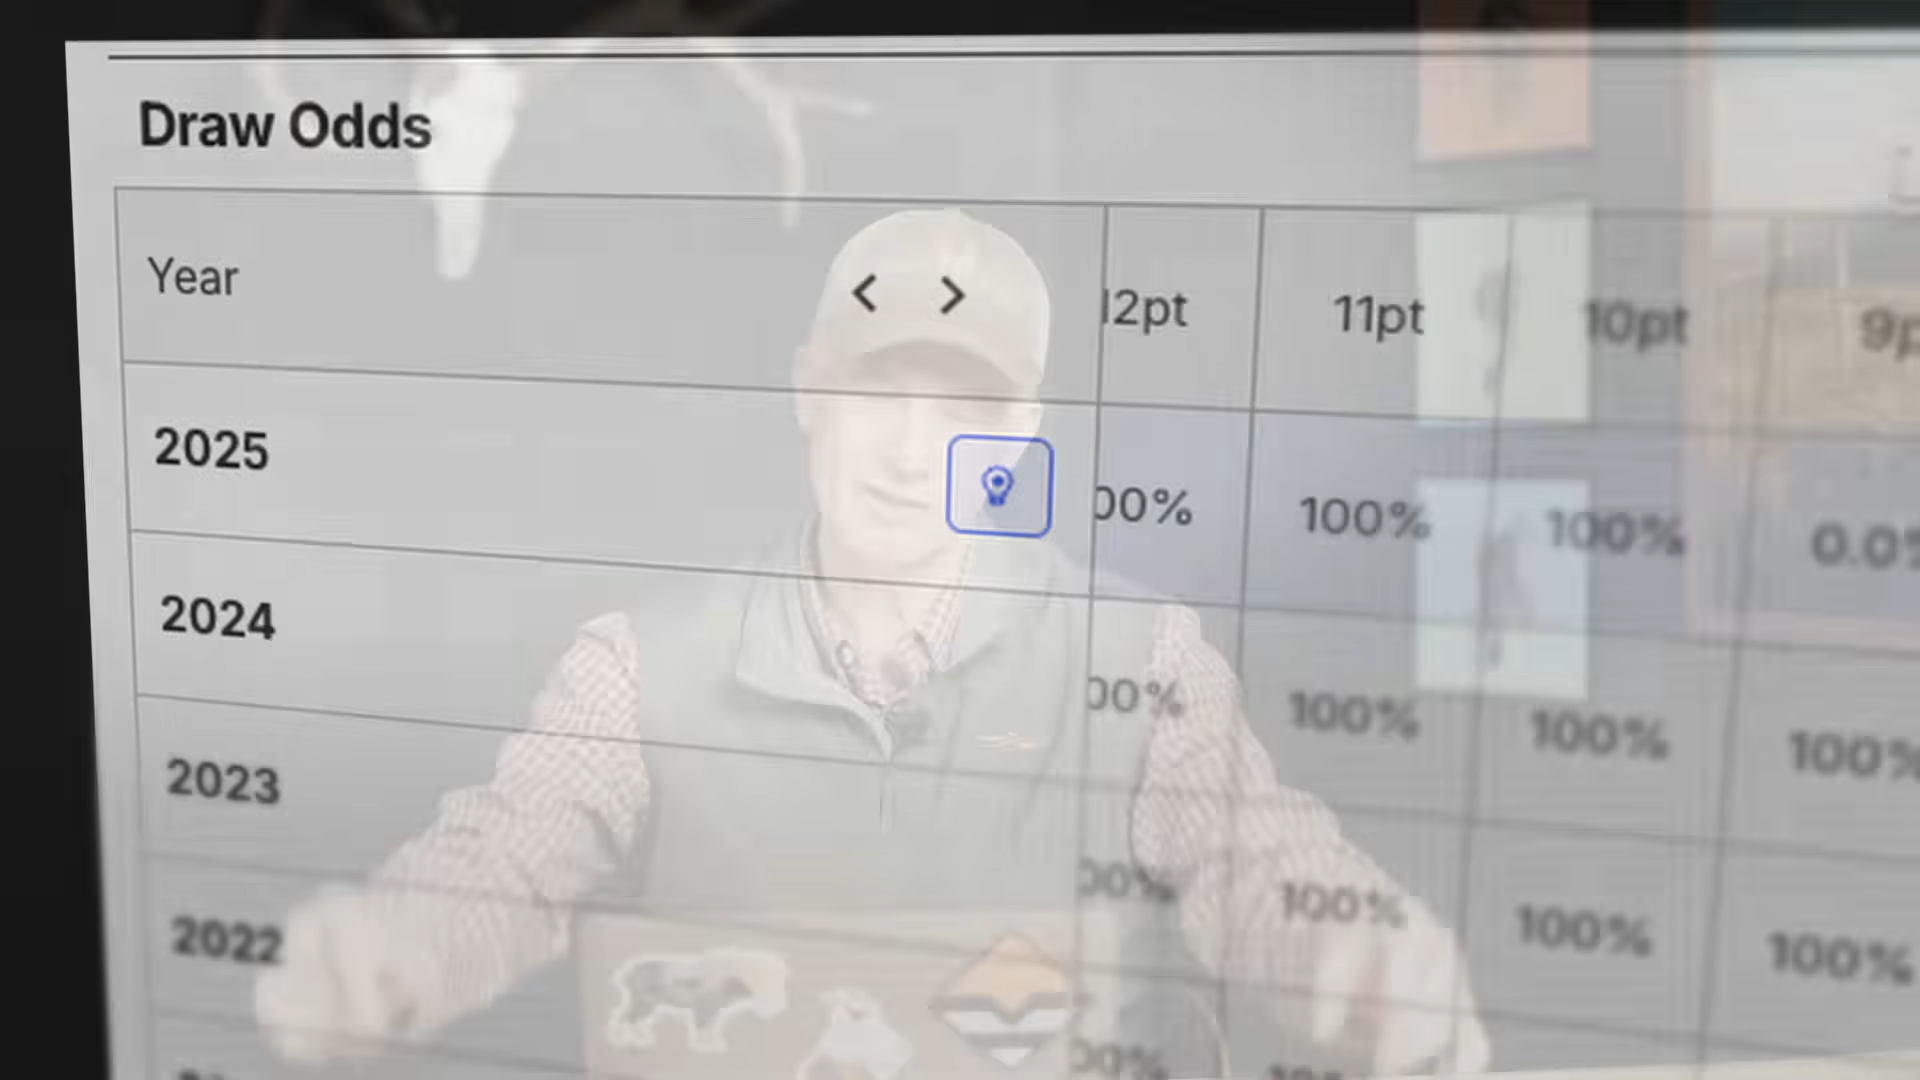 Draw Odds
Year 12pt 11pt 10pt 9p
2025 00% 100% 100% 0.0%
2024 00% 100% 100% 100%
2023 00% 100% 100% 100%
2022 00%